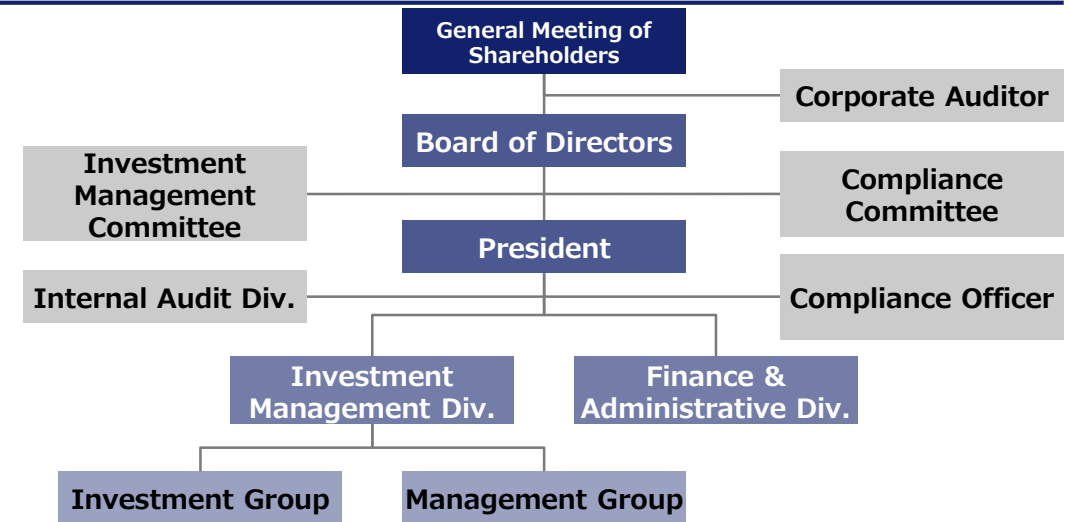 General Meeting of
Shareholders
Corporate Auditor
Board of Directors
Investment
Management
Committee
Compliance
Committee
President
Internal Audit Div.
Compliance Officer
Investment
Management Div.
Finance &
Administrative Div.
Investment Group
Management Group